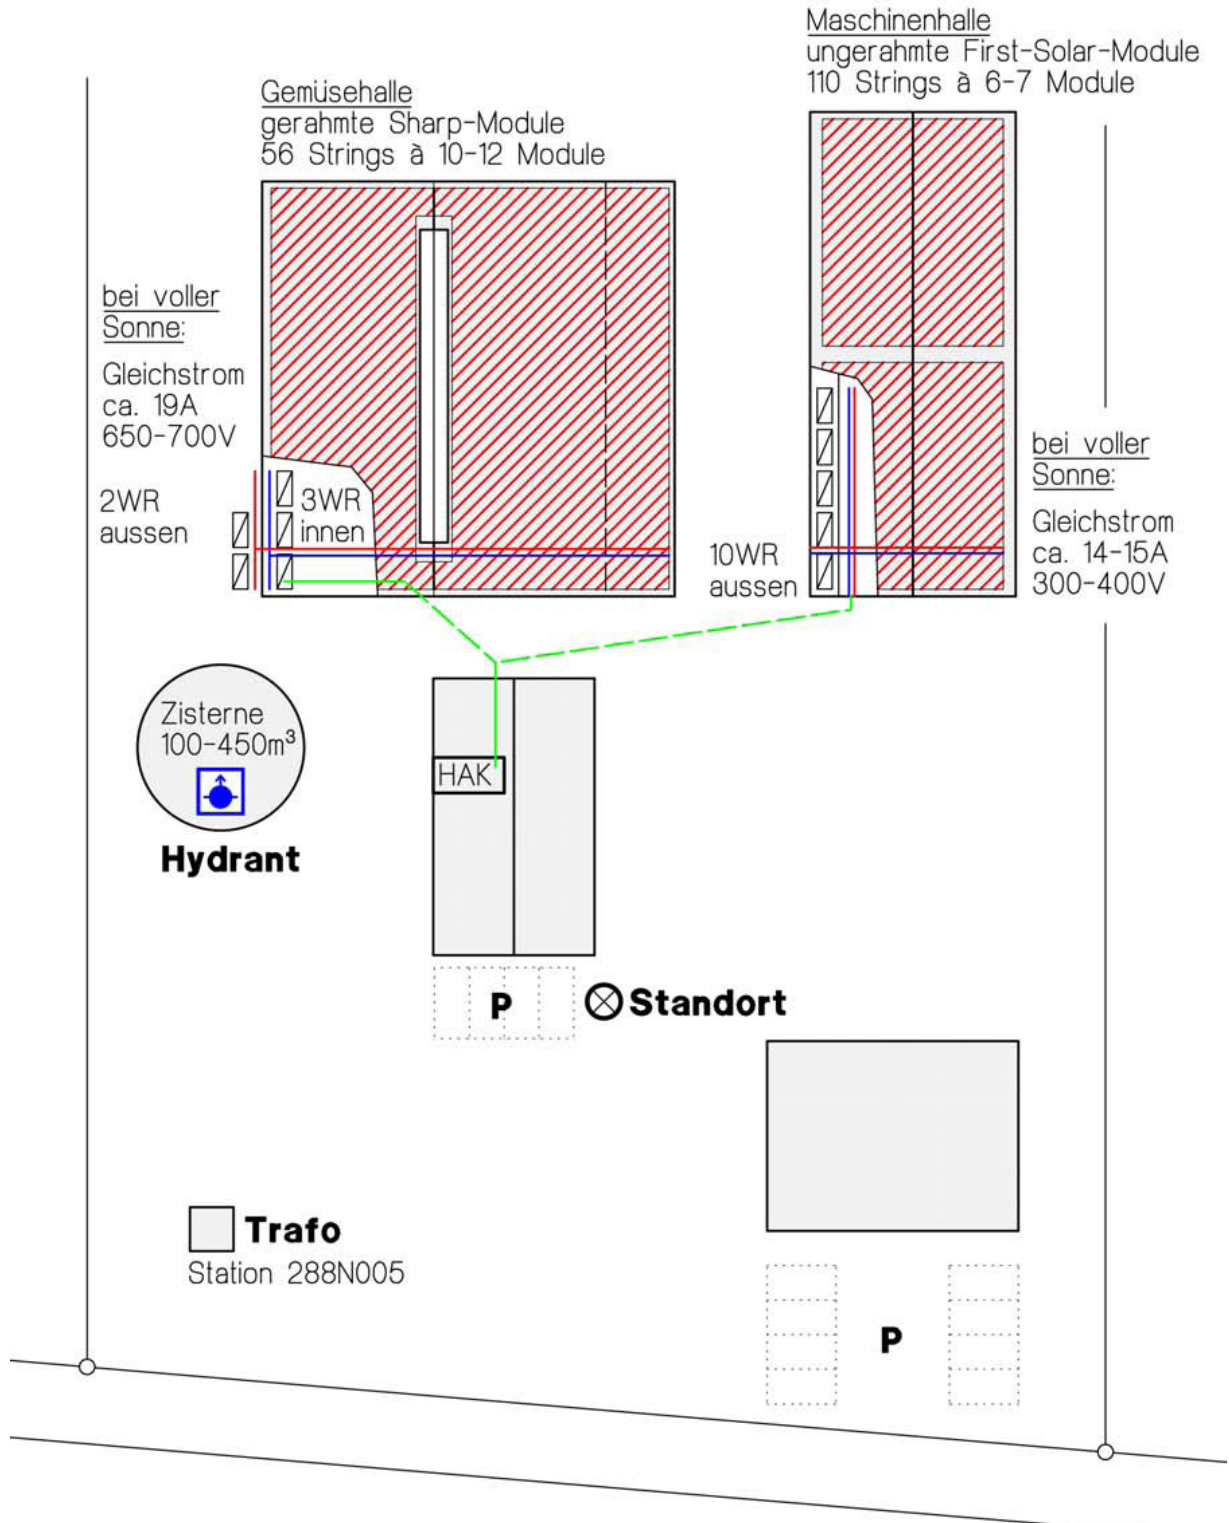 Maschinenhalle
ungerahmte First-Solar-Module
110 Strings à 6-7 Module
Gemüsehalle
gerahmte Sharp-Module
56 Strings à 10-12 Module
bei voller
Sonne:
Gleichstrom
ca. 19A
650-700V
2WR
aussen
3WR
innen
bei voller
Sonne:
Gleichstrom
ca. 14-15A
300-400V
10WR
aussen
Zisterne
100-450m³
Hydrant
HAK
P
Standort
Trafo
Station 288N005
P